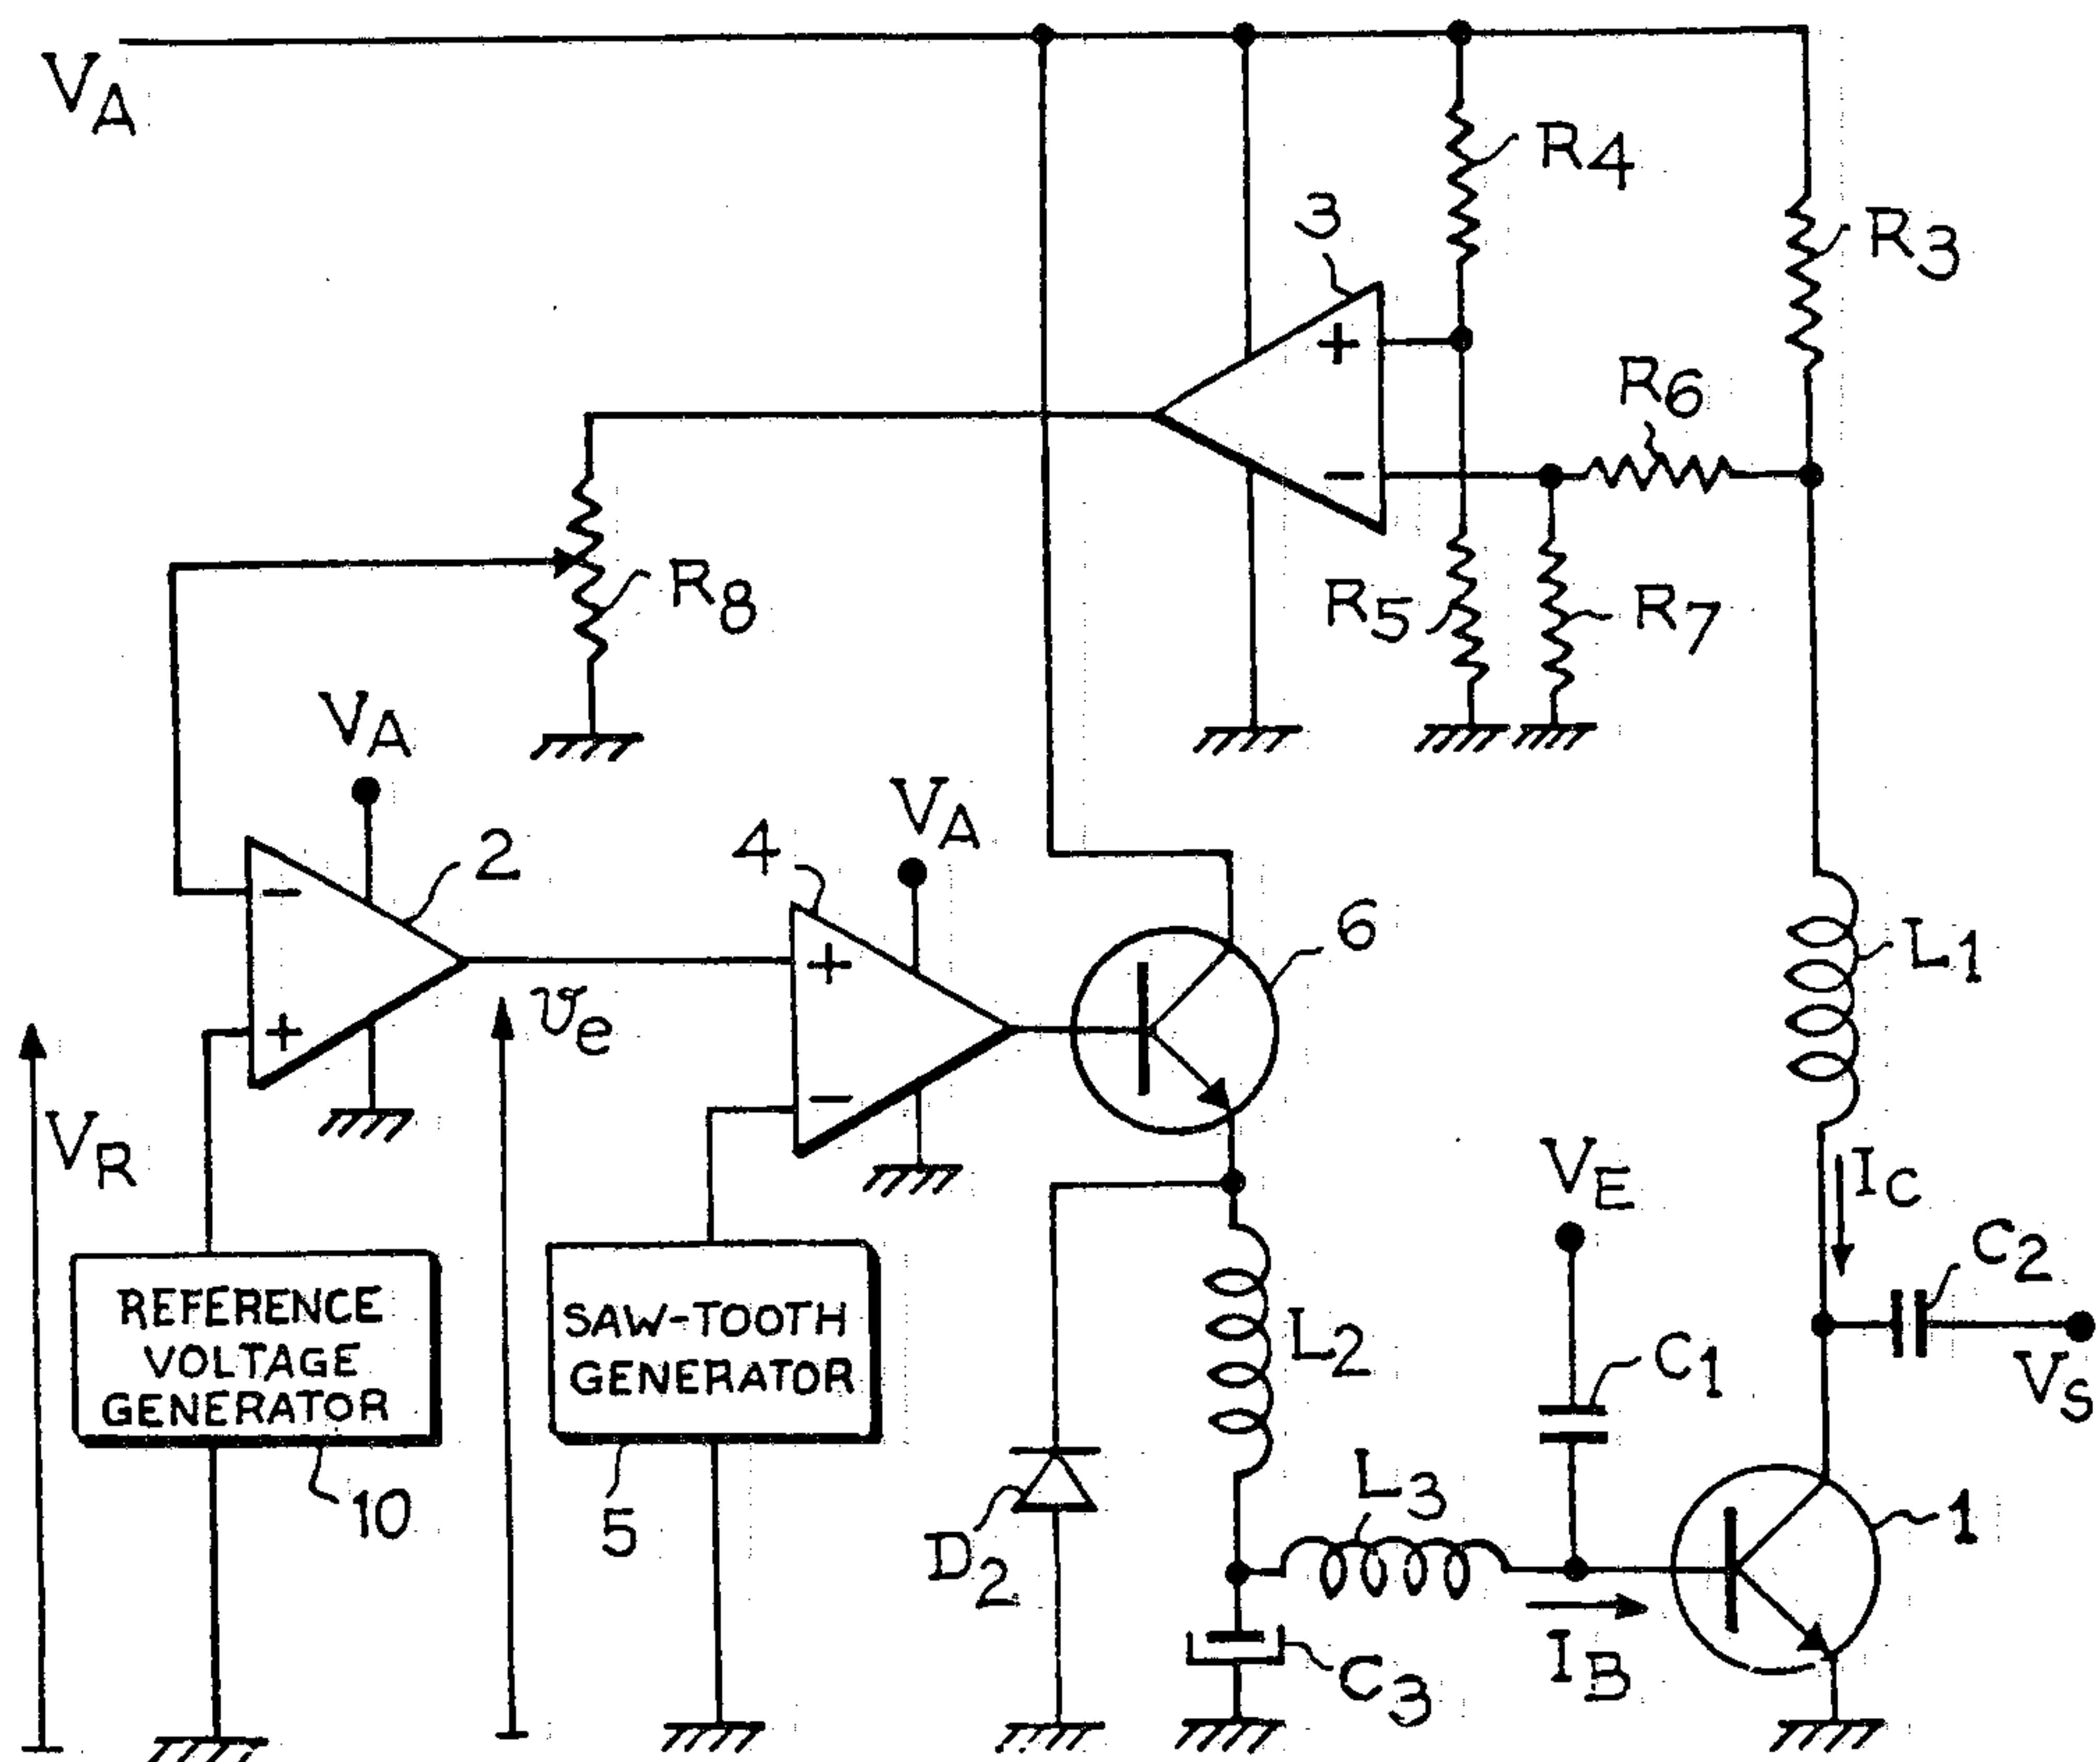 VA
R4
3
R3
+
R6
−
R8
R5
R7
VA
VA
2
4
6
−
+
L1
+
ve
−
VR
VE
IC
C2
REFERENCE
VOLTAGE
GENERATOR
SAW-TOOTH
GENERATOR
L2
C1
VS
10
5
L3
1
D2
IB
C3